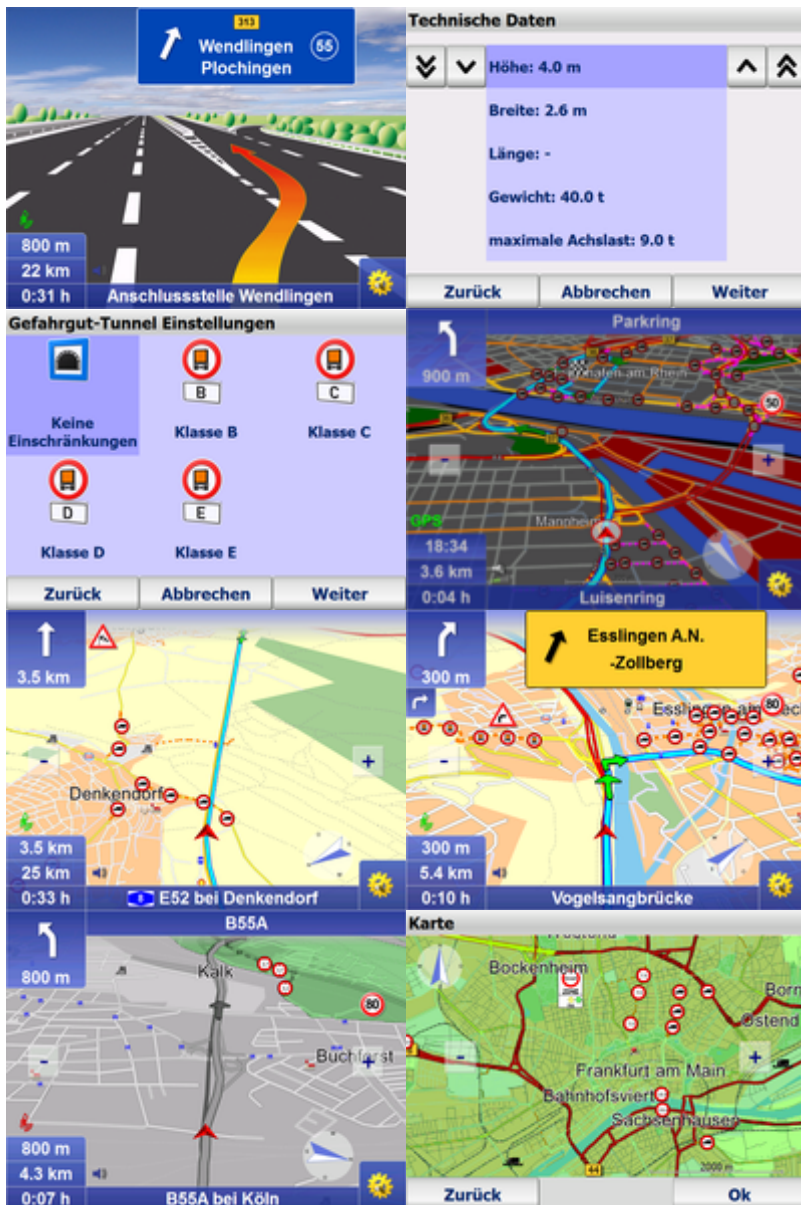 313
Wendlingen 55
Plochingen
800 m
22 km
0:31 h
Anschlussstelle Wendlingen
Technische Daten
Höhe: 4.0 m
Breite: 2.6 m
Länge: -
Gewicht: 40.0 t
maximale Achslast: 9.0 t
Zurück Abbrechen Weiter
Gefahrgut-Tunnel Einstellungen
B
C
Keine
Einschränkungen
Klasse B
Klasse C
D
E
Klasse D
Klasse E
Zurück Abbrechen Weiter
Parkring
900 m
50
- +
GPS
Mannheim
18:34
3.6 km
0:04 h
Luisenring
3.5 km
- +
Denkendorf
3.5 km
25 km
0:33 h
E52 bei Denkendorf
Esslingen A.N.
-Zollberg
300 m
80
- +
300 m
5.4 km
0:10 h
Vogelsangbrücke
B55A
800 m
Kalk
80
- +
Buchforst
800 m
4.3 km
0:07 h
B55A bei Köln
Karte
Bockenheim
Born
Ostend
- +
Frankfurt am Main
Bahnhofsviert
Sachsenhausen
44
2000 m
Zurück Ok